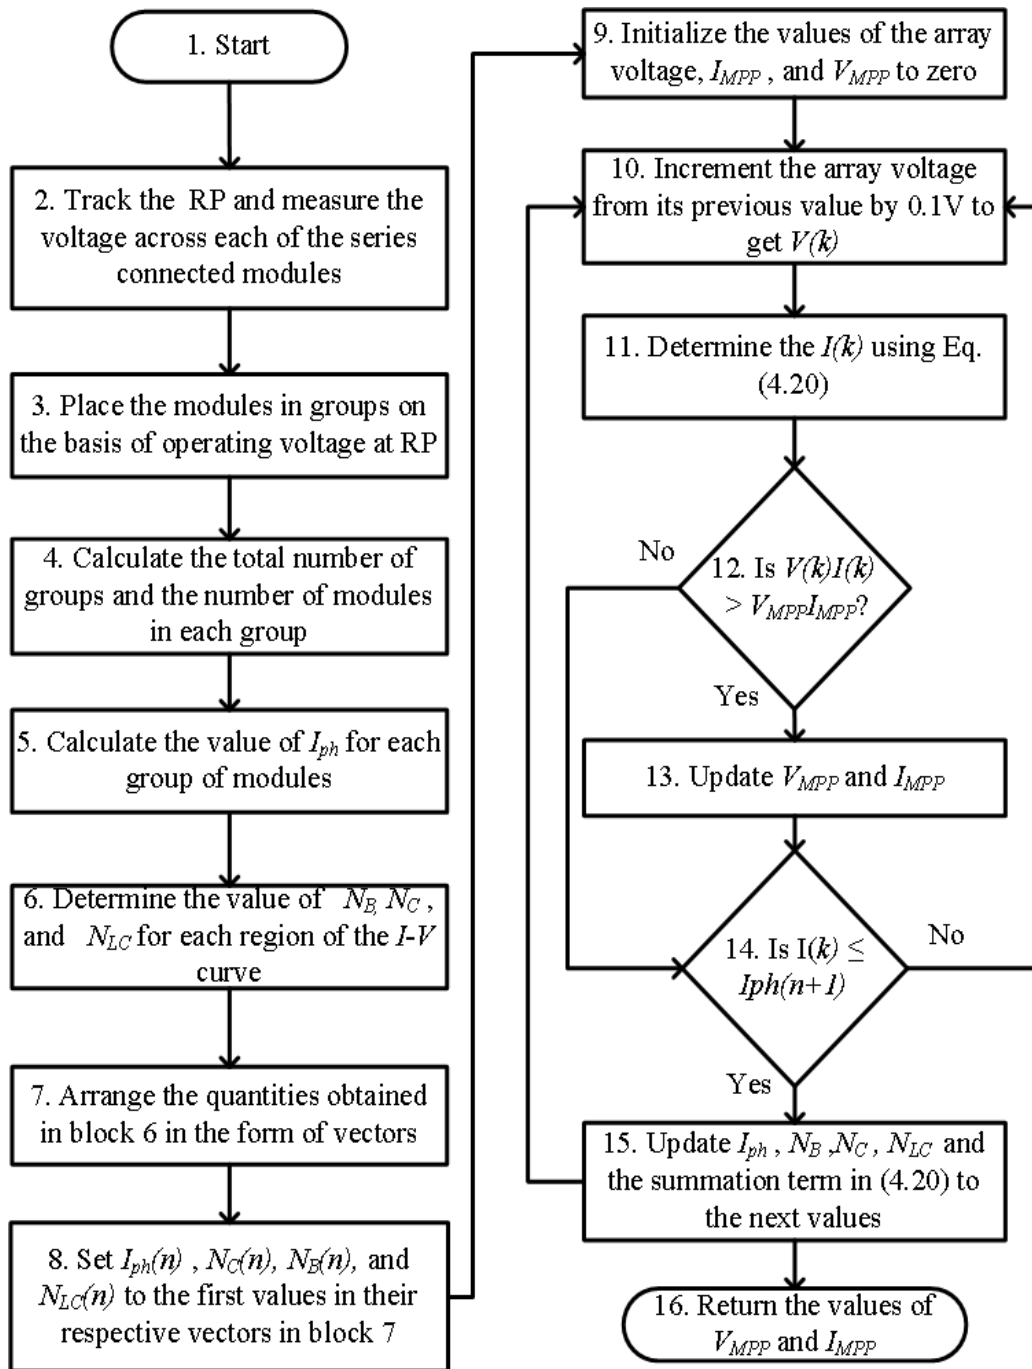 1. Start
2. Track the RP and measure the
voltage across each of the series
connected modules
3. Place the modules in groups on
the basis of operating voltage at RP
4. Calculate the total number of
groups and the number of modules
in each group
5. Calculate the value of Iph for each
group of modules
6. Determine the value of NB, NC ,
and NLC for each region of the I-V
curve
7. Arrange the quantities obtained
in block 6 in the form of vectors
8. Set Iph(n) , NC(n), NB(n), and
NLC(n) to the first values in their
respective vectors in block 7
9. Initialize the values of the array
voltage, IMPP , and VMPP to zero
10. Increment the array voltage
from its previous value by 0.1V to
get V(k)
11. Determine the I(k) using Eq.
(4.20)
No
12. Is V(k)I(k)
> VMPPIMPP?
Yes
13. Update VMPP and IMPP
14. Is I(k) ≤
Iph(n+1)
No
Yes
15. Update Iph , NB ,NC , NLC and
the summation term in (4.20) to
the next values
16. Return the values of
VMPP and IMPP